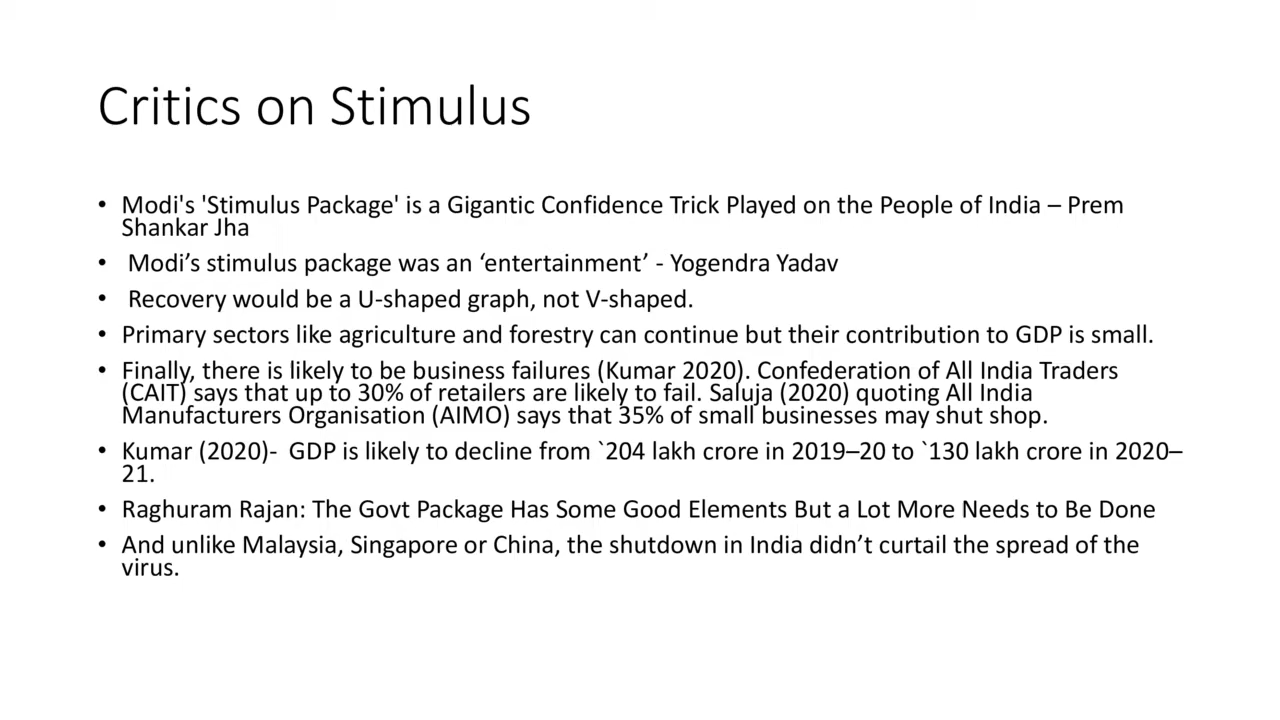 Critics on Stimulus
• Modi's 'Stimulus Package' is a Gigantic Confidence Trick Played on the People of India – Prem
Shankar Jha
• Modi’s stimulus package was an ‘entertainment’ - Yogendra Yadav
• Recovery would be a U-shaped graph, not V-shaped.
• Primary sectors like agriculture and forestry can continue but their contribution to GDP is small.
• Finally, there is likely to be business failures (Kumar 2020). Confederation of All India Traders
(CAIT) says that up to 30% of retailers are likely to fail. Saluja (2020) quoting All India
Manufacturers Organisation (AIMO) says that 35% of small businesses may shut shop.
• Kumar (2020)- GDP is likely to decline from `204 lakh crore in 2019–20 to `130 lakh crore in 2020–
21.
• Raghuram Rajan: The Govt Package Has Some Good Elements But a Lot More Needs to Be Done
• And unlike Malaysia, Singapore or China, the shutdown in India didn’t curtail the spread of the
virus.